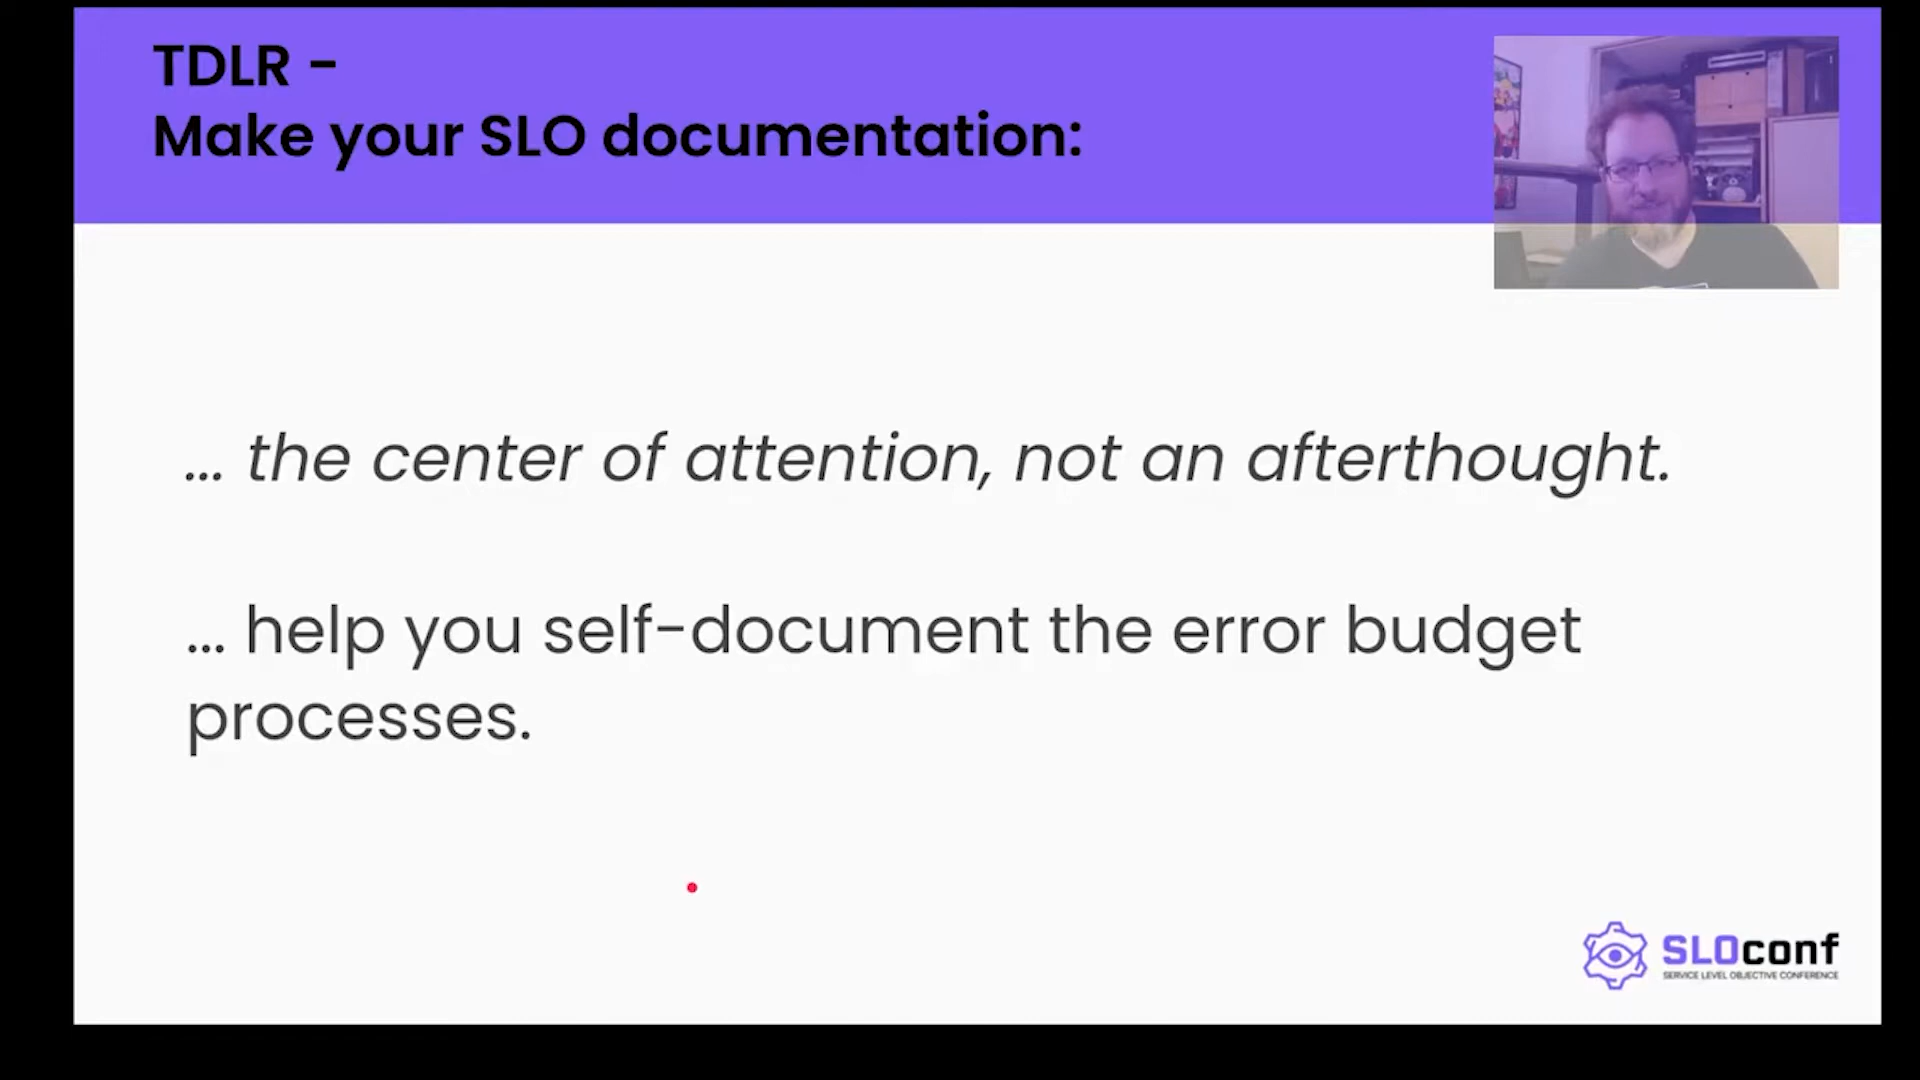 TDLR -
Make your SLO documentation:
... the center of attention, not an afterthought.
... help you self-document the error budget
processes.
SLOconf
SERVICE LEVEL OBJECTIVE CONFERENCE